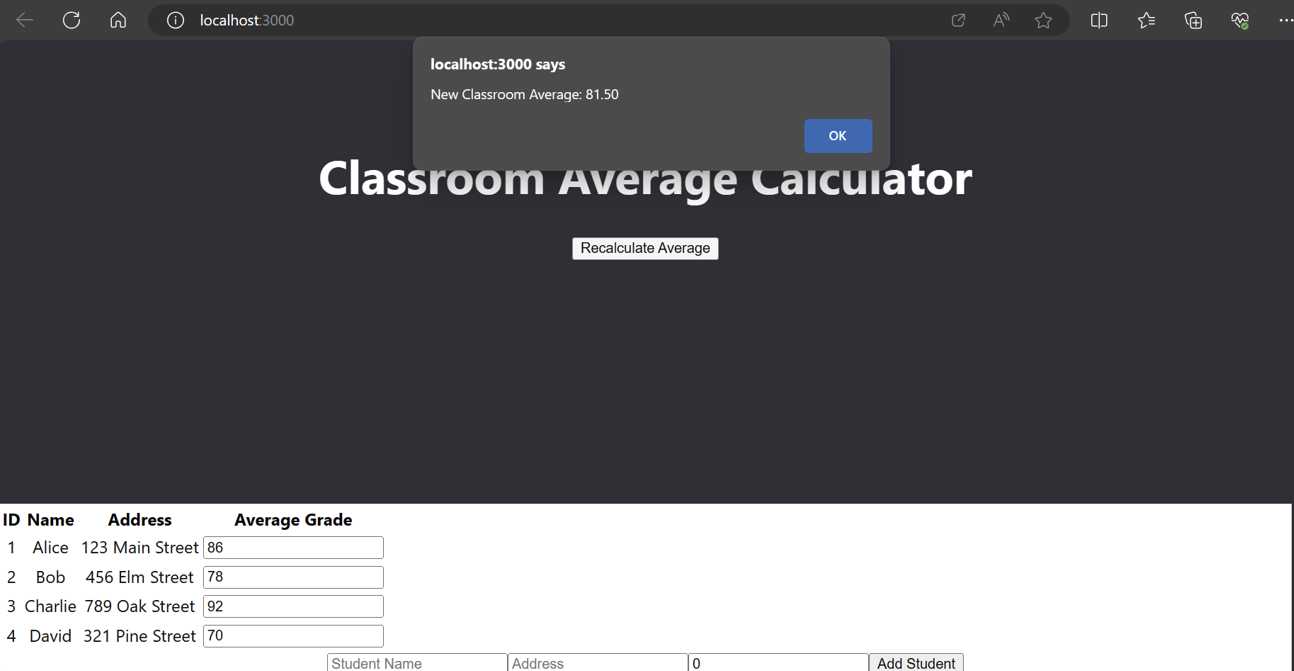 localhost:3000
localhost:3000 says
New Classroom Average: 81.50
OK
Classroom Average Calculator
Recalculate Average
ID Name Address Average Grade
1 Alice 123 Main Street 86
2 Bob 456 Elm Street 78
3 Charlie 789 Oak Street 92
4 David 321 Pine Street 70
Student Name Address 0 Add Student